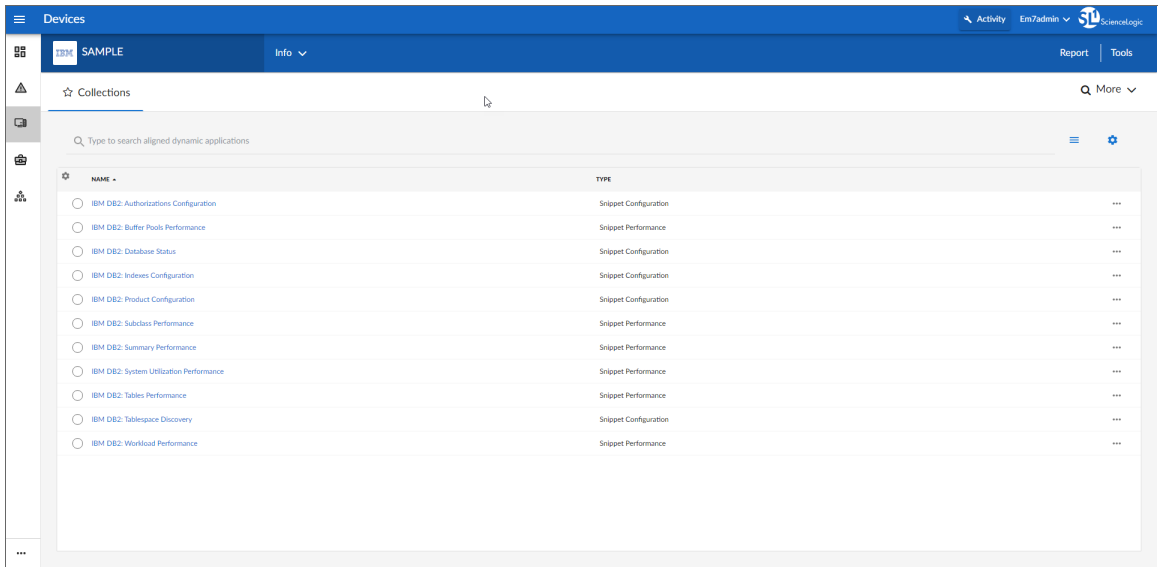 Devices
Activity Em7admin SL1 ScienceLogic
IBM SAMPLE Info Report Tools
Collections More
Type to search aligned dynamic applications
NAME TYPE
IBM DB2: Authorizations Configuration Snippet Configuration
IBM DB2: Buffer Pools Performance Snippet Performance
IBM DB2: Database Status Snippet Configuration
IBM DB2: Indexes Configuration Snippet Configuration
IBM DB2: Product Configuration Snippet Configuration
IBM DB2: Subclass Performance Snippet Performance
IBM DB2: Summary Performance Snippet Performance
IBM DB2: System Utilization Performance Snippet Performance
IBM DB2: Tables Performance Snippet Performance
IBM DB2: Tablespace Discovery Snippet Configuration
IBM DB2: Workload Performance Snippet Performance